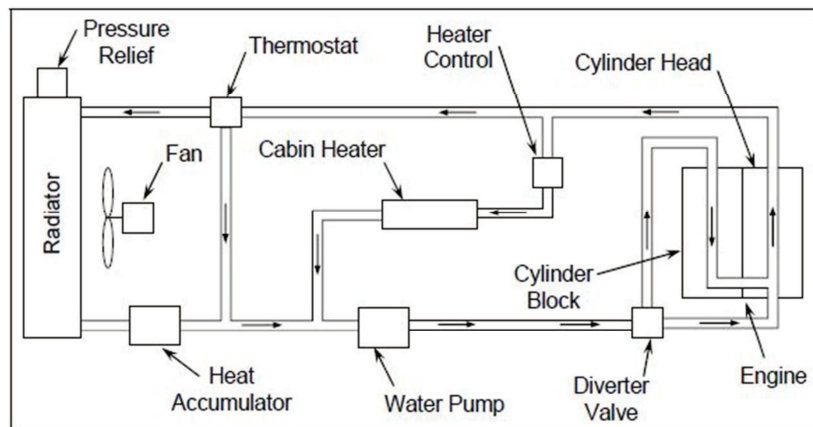 Pressure
Relief
Thermostat
Heater
Control
Cylinder Head
Fan
Cabin Heater
Radiator
Cylinder
Block
Heat
Accumulator
Water Pump
Diverter
Valve
Engine